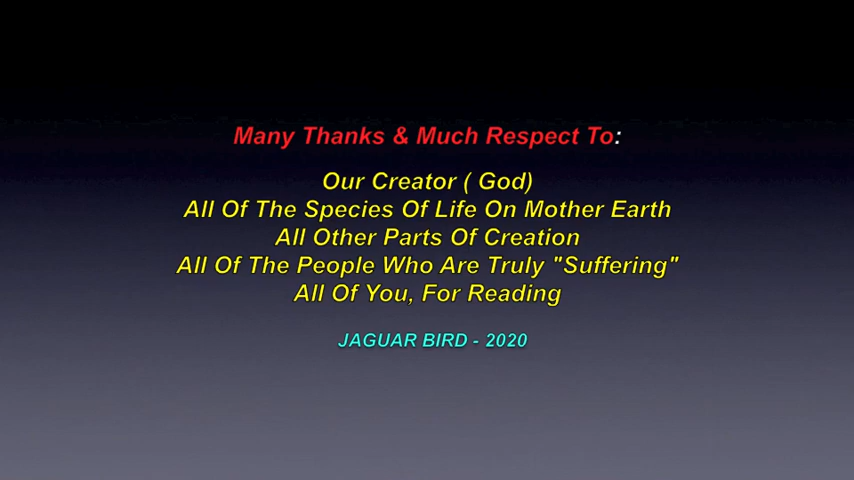 Many Thanks & Much Respect To:
Our Creator ( God)
All Of The Species Of Life On Mother Earth
All Other Parts Of Creation
All Of The People Who Are Truly "Suffering"
All Of You, For Reading
JAGUAR BIRD - 2020